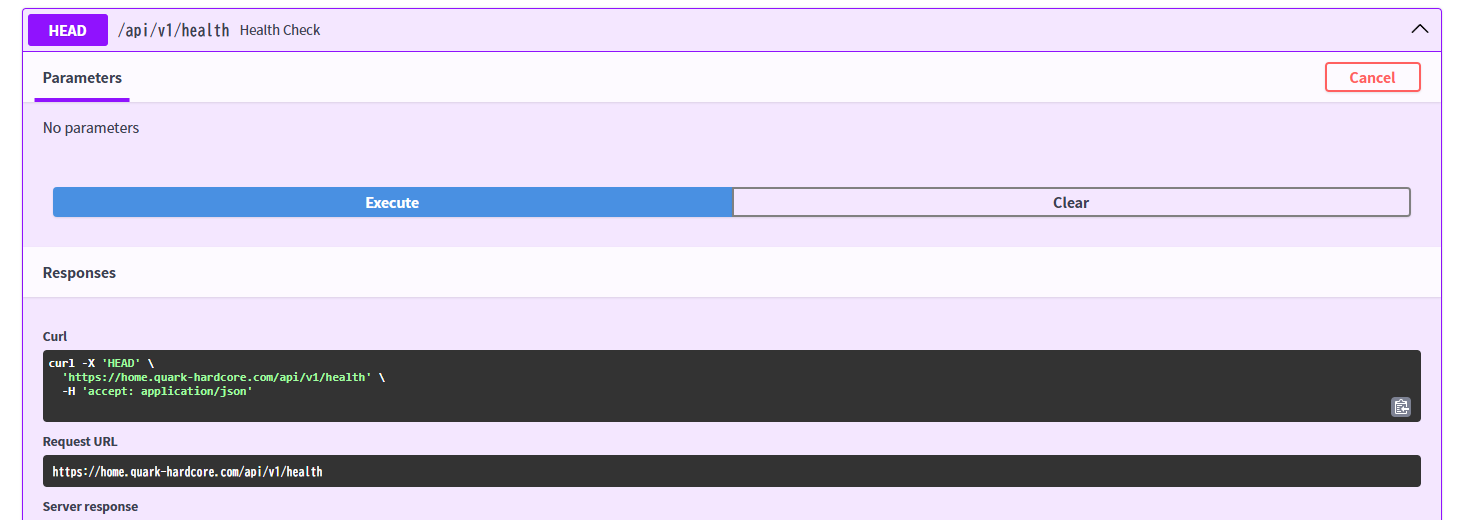 HEAD /api/v1/health Health Check
Parameters Cancel
No parameters
Execute Clear
Responses
Curl
curl -X 'HEAD' \
'https://home.quark-hardcore.com/api/v1/health' \
-H 'accept: application/json'
Request URL
https://home.quark-hardcore.com/api/v1/health
Server response